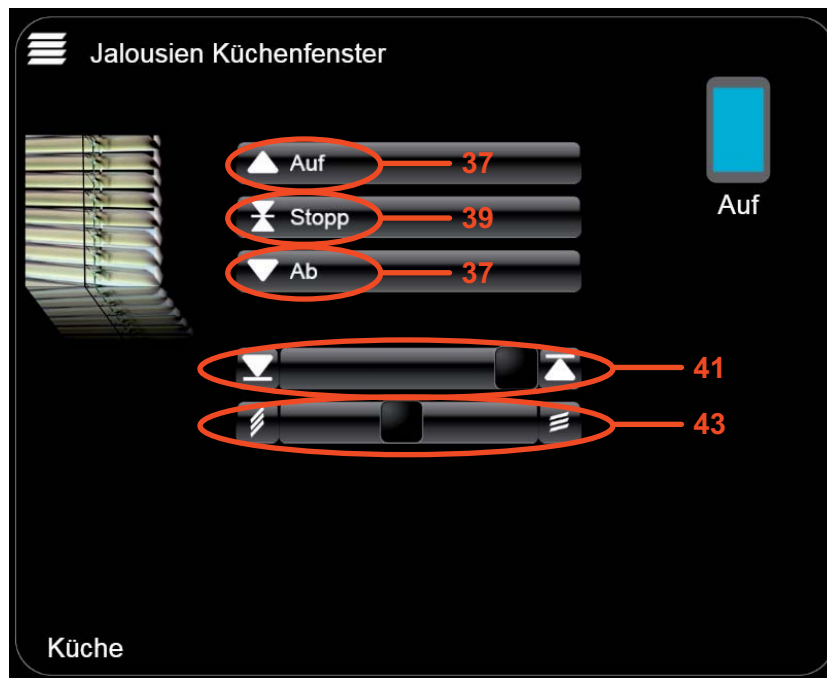 Jalousien Küchenfenster
Auf 37
Auf
Stopp 39
Ab 37
41
43
Küche